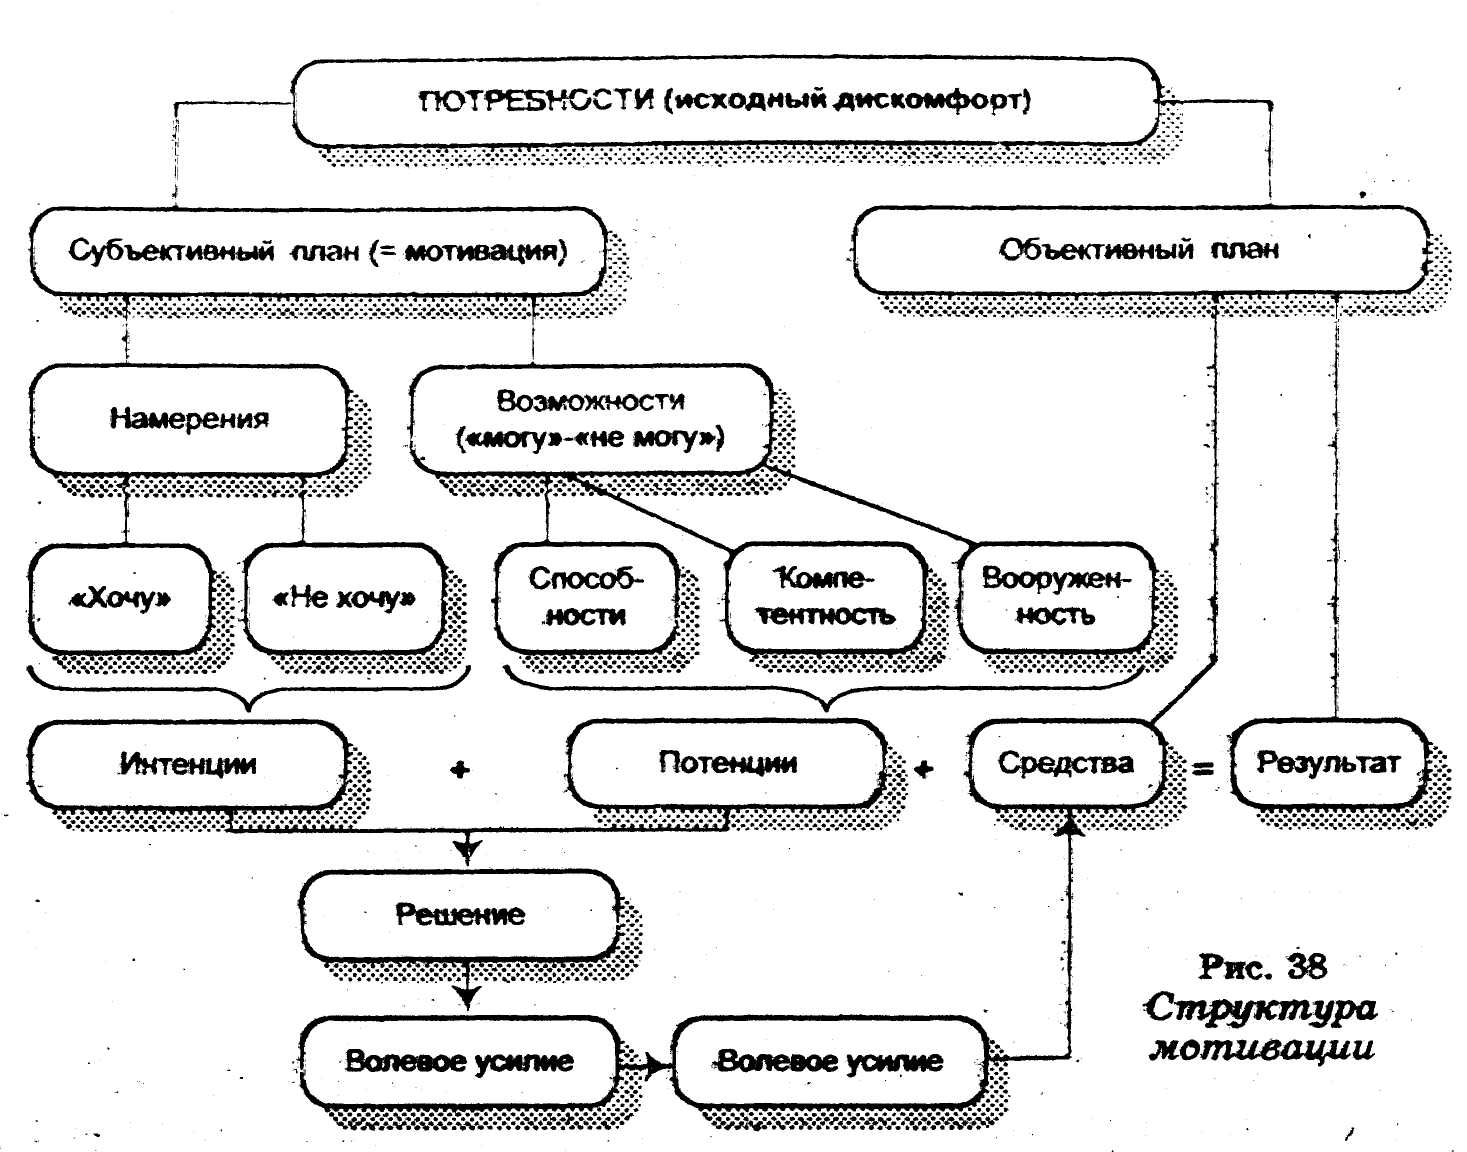 ПОТРЕБНОСТИ (исходный дискомфорт)
Субъективный план (= мотивация)
Объективный план
Намерения
Возможности
(«могу»-«не могу»)
«Хочу»
«Не хочу»
Способ-
ности
Компе-
тентность
Вооружен-
ность
Интенции
+
Потенции
+
Средства
=
Результат
Решение
Волевое усилие
Волевое усилие
Рис. 38
Структура
мотивации